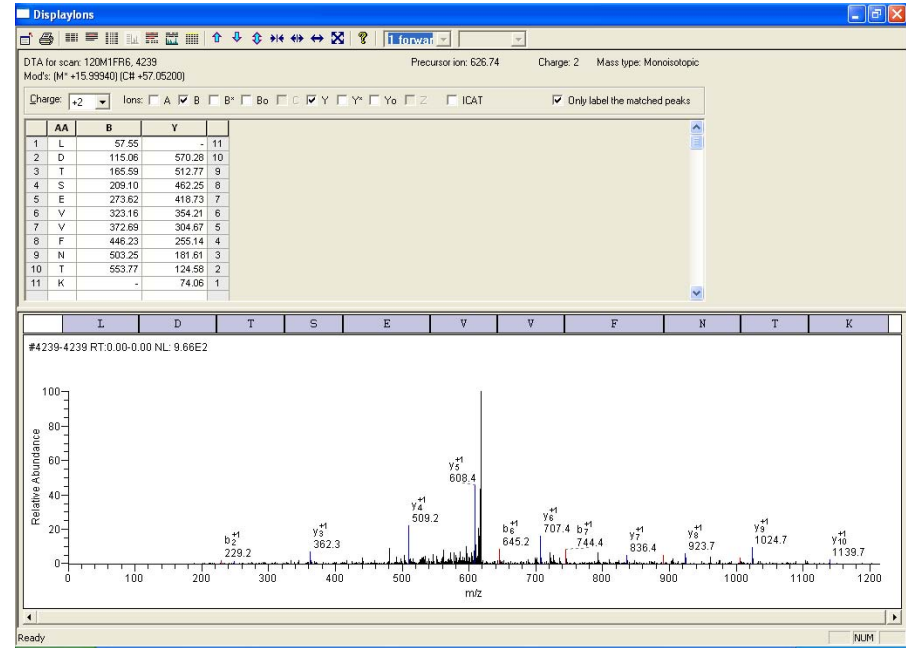 DisplayIons
1 forwar
DTA for scan: 120M1FR6, 4239 Precursor ion: 626.74 Charge: 2 Mass type: Monoisotopic
Mod's: (M* +15.99940) (C# +57.05200)
Charge: +2 Ions: A B B* Bo C Y Y* Yo Z ICAT Only label the matched peaks
AA B Y
1 L 57.55 - 11
2 D 115.06 570.28 10
3 T 165.59 512.77 9
4 S 209.10 462.25 8
5 E 273.62 418.73 7
6 V 323.16 354.21 6
7 V 372.69 304.67 5
8 F 446.23 255.14 4
9 N 503.25 181.61 3
10 T 553.77 124.58 2
11 K - 74.06 1
L D T S E V V F N T K
#4239-4239 RT:0.00-0.00 NL: 9.66E2
Relative Abundance
100
80
60
40
20
0
b2+1
229.2
y3+1
362.3
y4+1
509.2
y5+1
608.4
b6+1
645.2
y6+1
707.4
b7+1
744.4
y7+1
836.4
y8+1
923.7
y9+1
1024.7
y10+1
1139.7
0 100 200 300 400 500 600 700 800 900 1000 1100 1200
m/z
Ready NUM